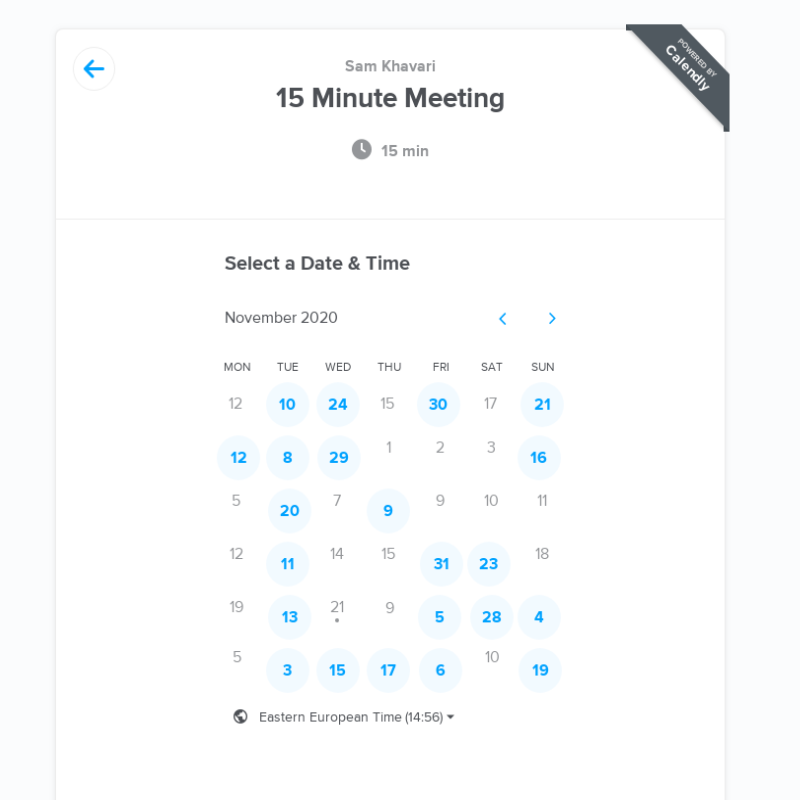 POWERED BY
Calendly
Sam Khavari
15 Minute Meeting
15 min
Select a Date & Time
November 2020
MON TUE WED THU FRI SAT SUN
12 10 24 15 30 17 21
12 8 29 1 2 3 16
5 20 7 9 9 10 11
12 11 14 15 31 23 18
19 13 21 9 5 28 4
5 3 15 17 6 10 19
Eastern European Time (14:56)